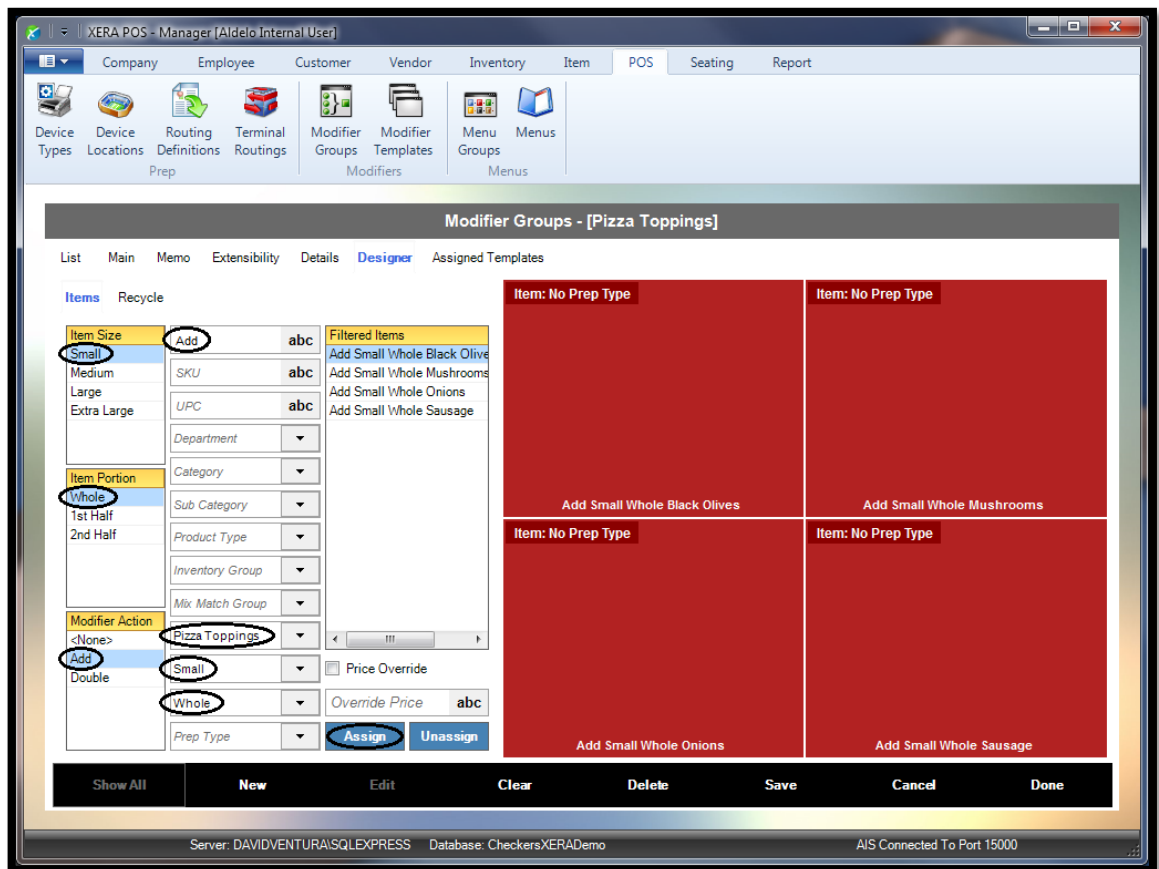 XERA POS - Manager [Aldelo Internal User]
Company Employee Customer Vendor Inventory Item POS Seating Report
Device Types
Device Locations
Routing Definitions
Terminal Routings
Modifier Groups
Modifier Templates
Menu Groups
Menus
Prep Modifiers Menus
Modifier Groups - [Pizza Toppings]
List Main Memo Extensibility Details Designer Assigned Templates
Items Recycle
Item Size
Small
Medium
Large
Extra Large
Item Portion
Whole
1st Half
2nd Half
Modifier Action
<None>
Add
Double
Add abc
SKU abc
UPC abc
Department
Category
Sub Category
Product Type
Inventory Group
Mix Match Group
Pizza Toppings
Small
Whole
Prep Type
Filtered Items
Add Small Whole Black Olive
Add Small Whole Mushrooms
Add Small Whole Onions
Add Small Whole Sausage
Price Override
Override Price abc
Assign Unassign
Item: No Prep Type
Add Small Whole Black Olives
Item: No Prep Type
Add Small Whole Mushrooms
Item: No Prep Type
Add Small Whole Onions
Item: No Prep Type
Add Small Whole Sausage
Show All New Edit Clear Delete Save Cancel Done
Server: DAVIDVENTURA\SQLEXPRESS Database: CheckersXERADemo AIS Connected To Port 15000